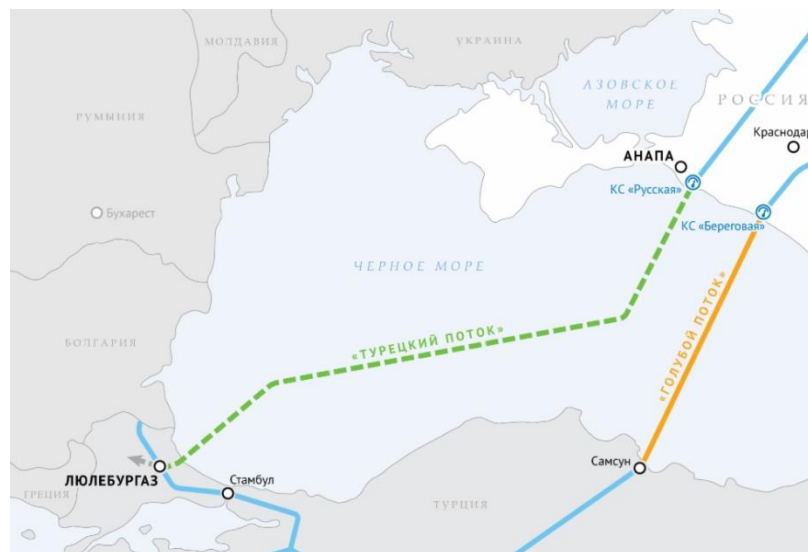 УКРАИНА
МОЛДАВИЯ
АЗОВСКОЕ
МОРЕ
РОССИЯ
РУМЫНИЯ
Краснодар
АНАПА
КС «Русская»
Бухарест
КС «Береговая»
ЧЕРНОЕ МОРЕ
«ТУРЕЦКИЙ ПОТОК»
«ГОЛУБОЙ ПОТОК»
БОЛГАРИЯ
Самсун
ЛЮЛЕБУРГАЗ
Стамбул
ГРЕЦИЯ
ТУРЦИЯ